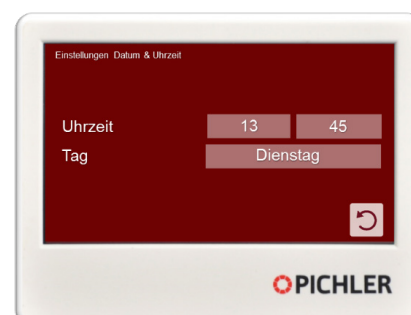 Einstellungen Datum & Uhrzeit
Uhrzeit 13 45
Tag Dienstag
PICHLER